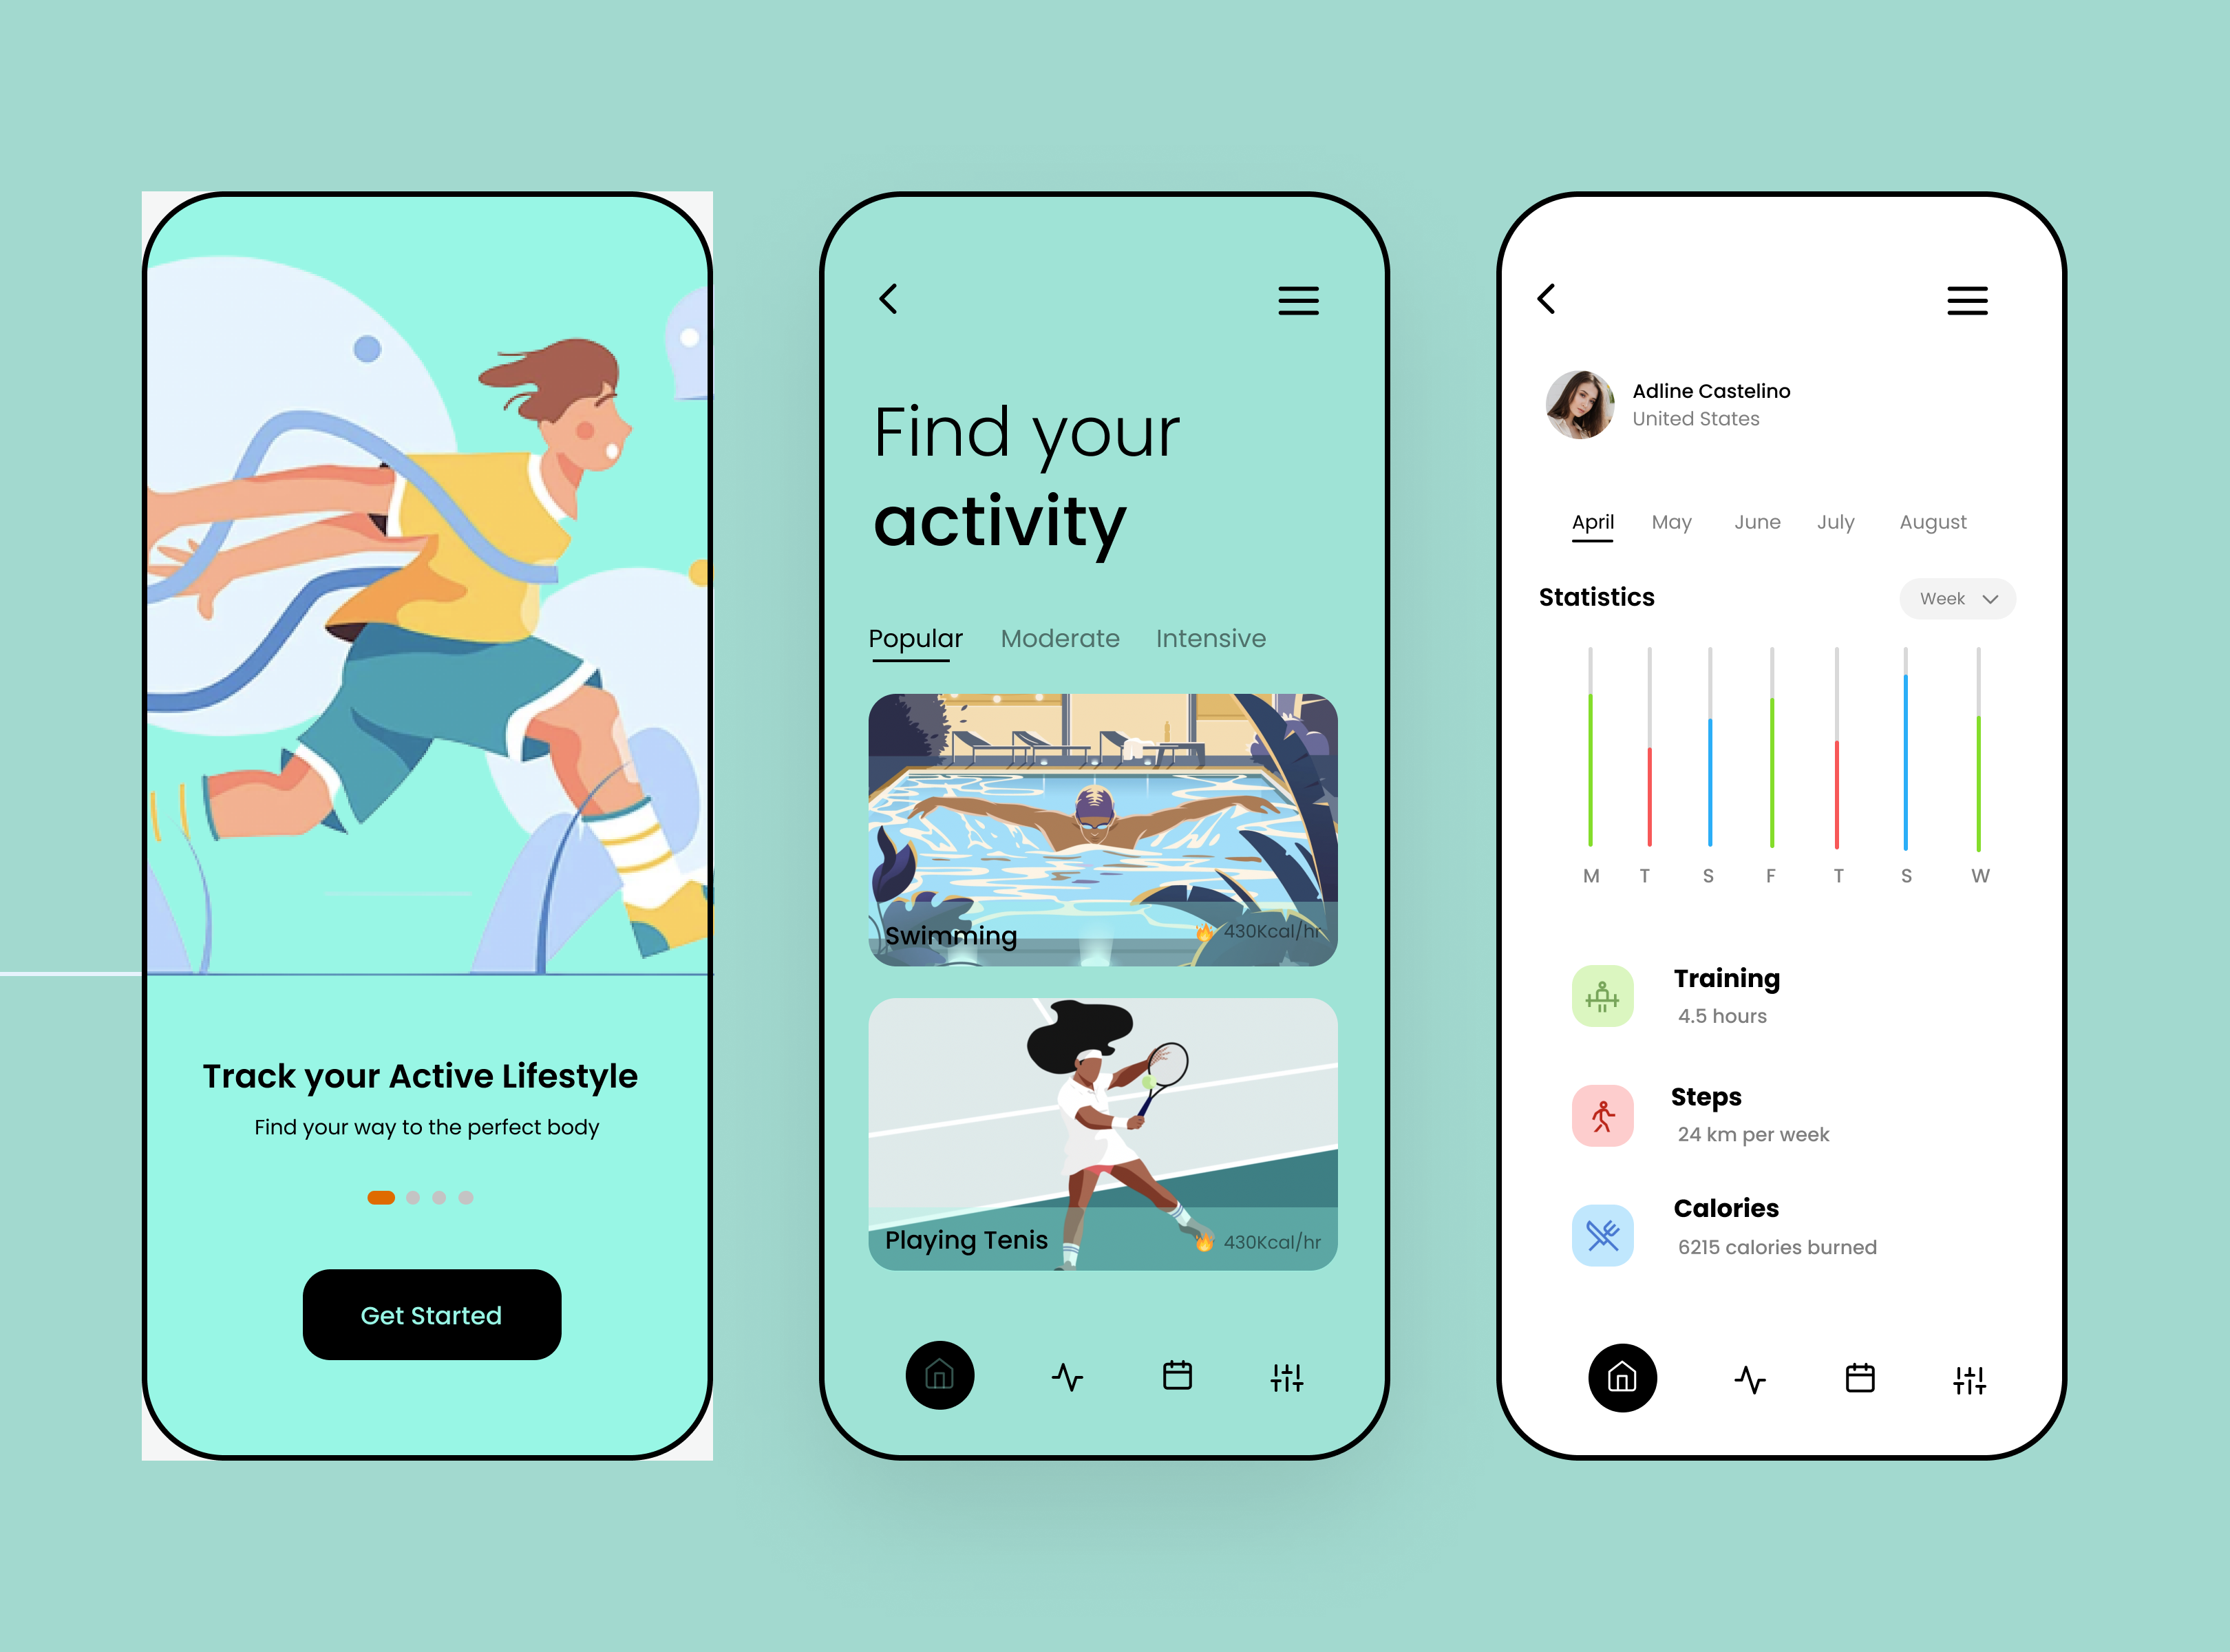 Track your Active Lifestyle
Find your way to the perfect body
Get Started
Find your
activity
Popular Moderate Intensive
Swimming 430Kcal/hr
Playing Tenis 430Kcal/hr
Adline Castelino
United States
April May June July August
Statistics Week
M T S F T S W
Training
4.5 hours
Steps
24 km per week
Calories
6215 calories burned